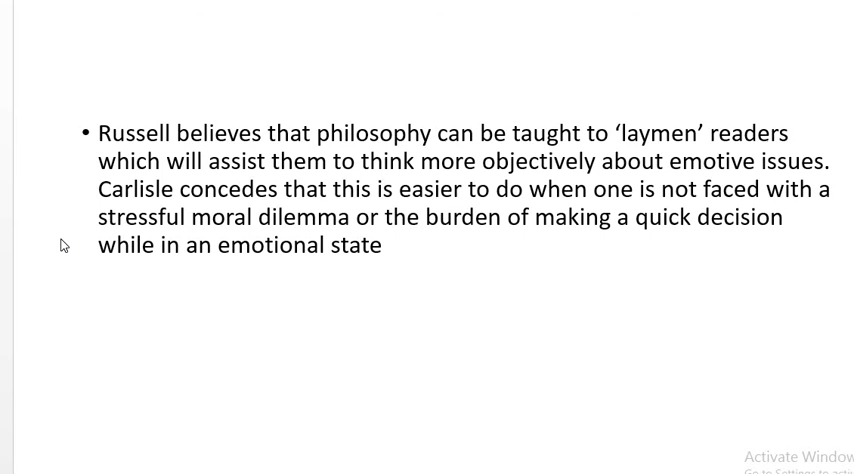 • Russell believes that philosophy can be taught to ‘laymen’ readers
which will assist them to think more objectively about emotive issues.
Carlisle concedes that this is easier to do when one is not faced with a
stressful moral dilemma or the burden of making a quick decision
while in an emotional state
Activate Window